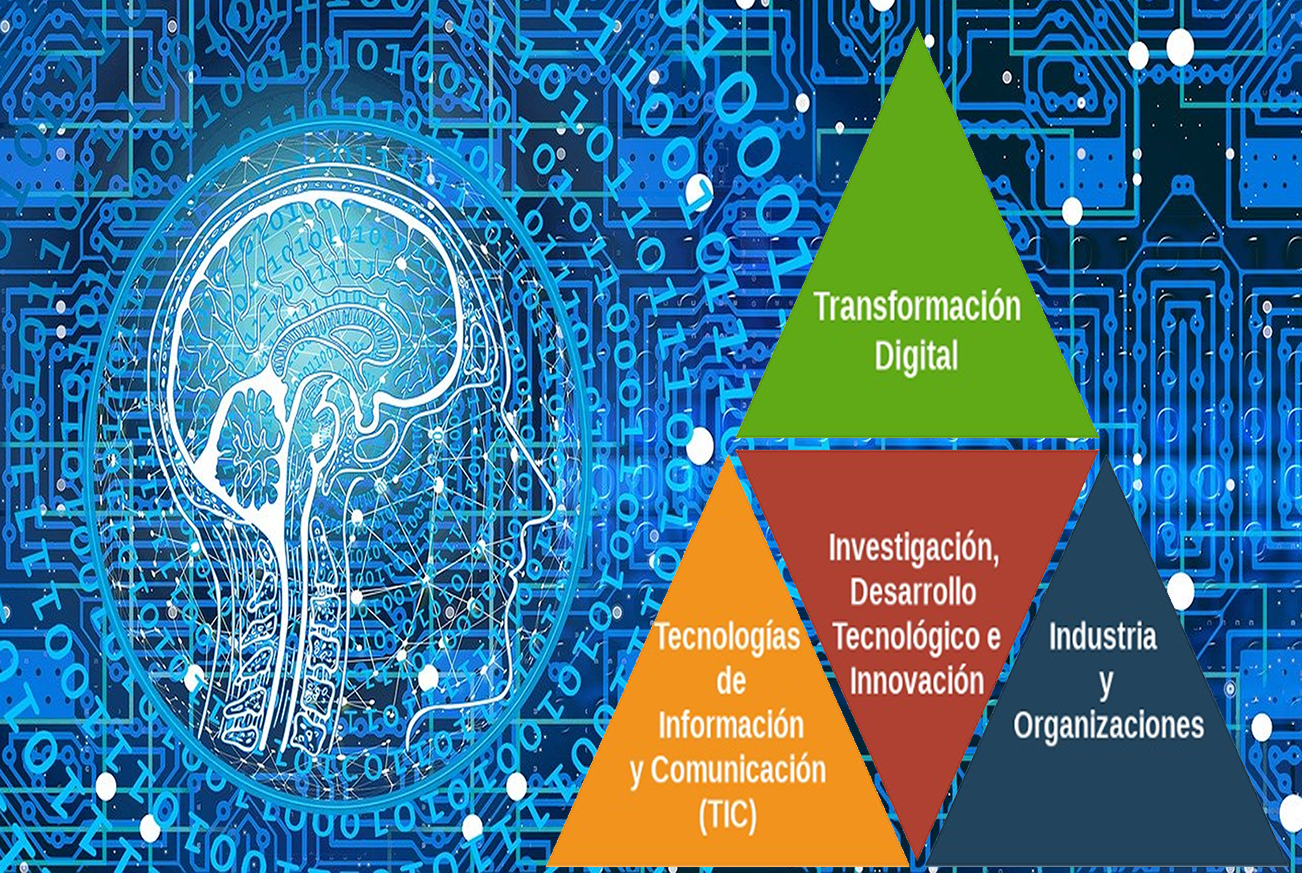 Transformación
Digital
Investigación,
Desarrollo
Tecnológico e
Innovación
Tecnologías
de
Información
y Comunicación
(TIC)
Industria
y
Organizaciones